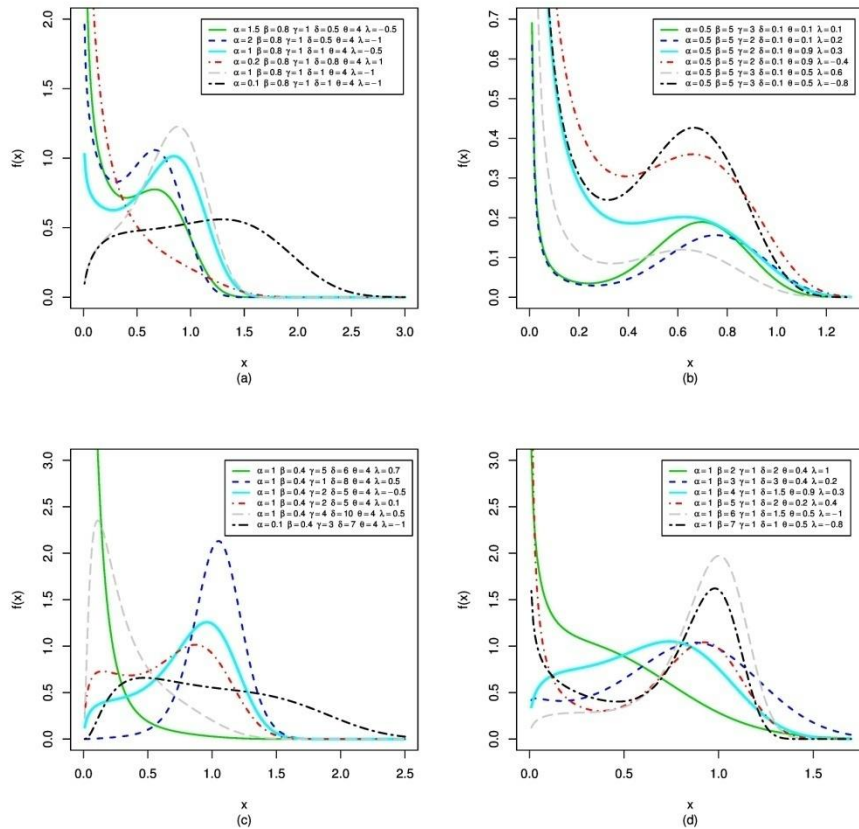 α=1.5 β=0.8 γ=1 δ=0.5 θ=4 λ=−0.5
α=2 β=0.8 γ=1 δ=0.5 θ=4 λ=−1
α=1 β=0.8 γ=1 δ=1 θ=4 λ=−0.5
α=0.2 β=0.8 γ=1 δ=0.8 θ=4 λ=1
α=1 β=0.8 γ=1 δ=1 θ=4 λ=−1
α=0.1 β=0.8 γ=1 δ=1 θ=4 λ=−1
f(x)
0.0 0.5 1.0 1.5 2.0
0.0 0.5 1.0 1.5 2.0 2.5 3.0
x
(a)
α=0.5 β=5 γ=3 δ=0.1 θ=0.1 λ=0.1
α=0.5 β=5 γ=2 δ=0.1 θ=0.1 λ=0.2
α=0.5 β=5 γ=2 δ=0.1 θ=0.9 λ=0.3
α=0.5 β=5 γ=2 δ=0.1 θ=0.9 λ=−0.4
α=0.5 β=5 γ=3 δ=0.1 θ=0.5 λ=0.6
α=0.5 β=5 γ=3 δ=0.1 θ=0.5 λ=−0.8
f(x)
0.0 0.1 0.2 0.3 0.4 0.5 0.6 0.7
0.0 0.2 0.4 0.6 0.8 1.0 1.2
x
(b)
α=1 β=0.4 γ=5 δ=6 θ=4 λ=0.7
α=1 β=0.4 γ=1 δ=8 θ=4 λ=0.5
α=1 β=0.4 γ=2 δ=5 θ=4 λ=−0.5
α=1 β=0.4 γ=2 δ=5 θ=4 λ=0.1
α=1 β=0.4 γ=4 δ=10 θ=4 λ=0.5
α=0.1 β=0.4 γ=3 δ=7 θ=4 λ=−1
f(x)
0.0 0.5 1.0 1.5 2.0 2.5 3.0
0.0 0.5 1.0 1.5 2.0 2.5
x
(c)
α=1 β=2 γ=1 δ=2 θ=0.4 λ=1
α=1 β=3 γ=1 δ=3 θ=0.4 λ=0.2
α=1 β=4 γ=1 δ=1.5 θ=0.9 λ=0.3
α=1 β=5 γ=1 δ=2 θ=0.2 λ=0.4
α=1 β=6 γ=1 δ=1.5 θ=0.5 λ=−1
α=1 β=7 γ=1 δ=1 θ=0.5 λ=−0.8
f(x)
0.0 0.5 1.0 1.5 2.0 2.5 3.0
0.0 0.5 1.0 1.5
x
(d)